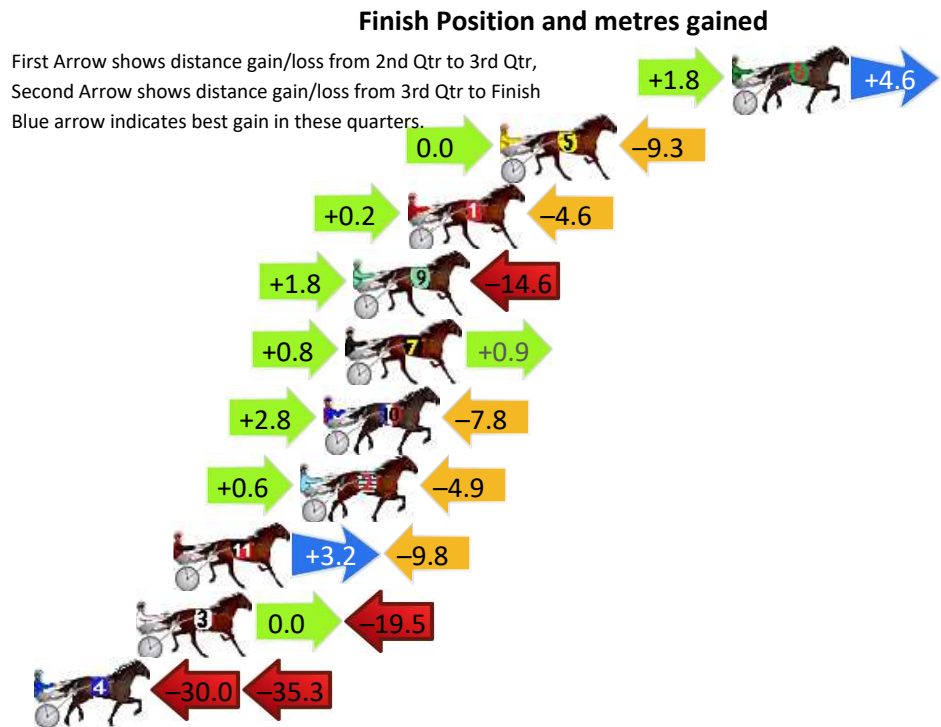 Finish Position and metres gained
First Arrow shows distance gain/loss from 2nd Qtr to 3rd Qtr,
Second Arrow shows distance gain/loss from 3rd Qtr to Finish
Blue arrow indicates best gain in these quarters.
+1.8 6 +4.6
0.0 5 –9.3
+0.2 1 –4.6
+1.8 9 –14.6
+0.8 7 +0.9
+2.8 10 –7.8
+0.6 2 –4.9
11 +3.2 –9.8
3 0.0 –19.5
4 –30.0 –35.3